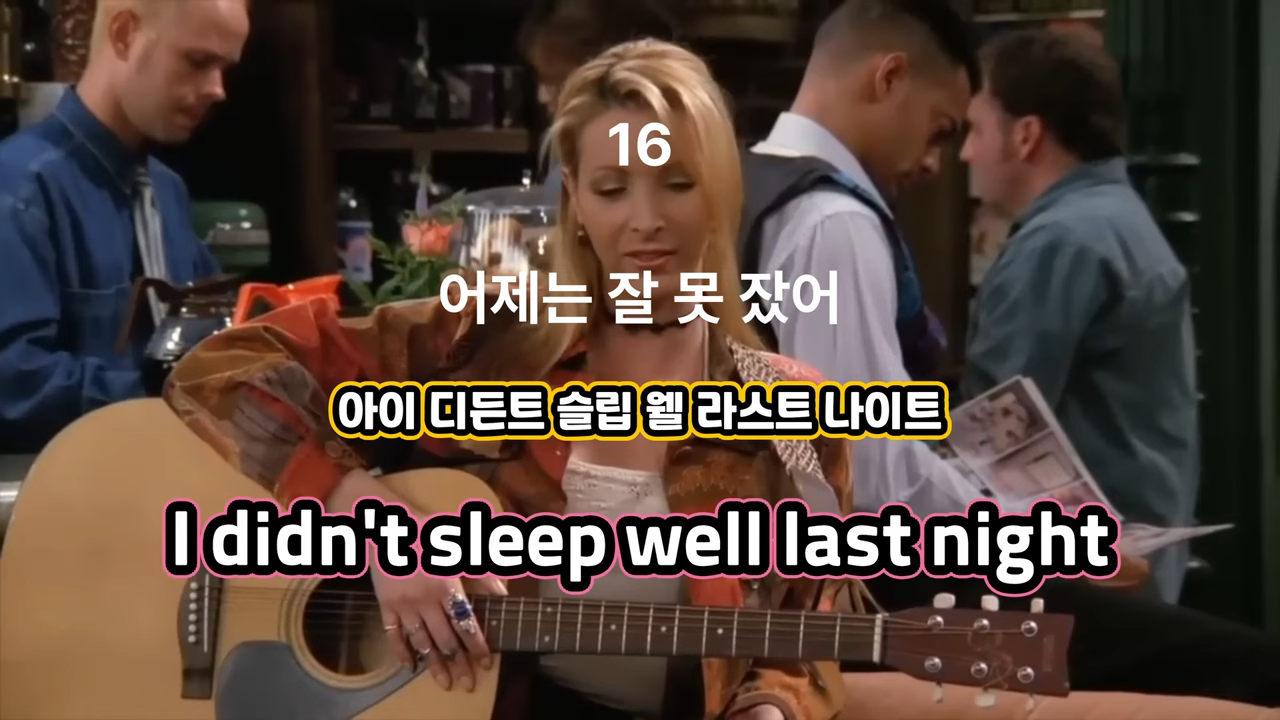 16
어제는 잘 못 잤어
아이 디든트 슬립 웰 라스트 나이트
I didn't sleep well last night